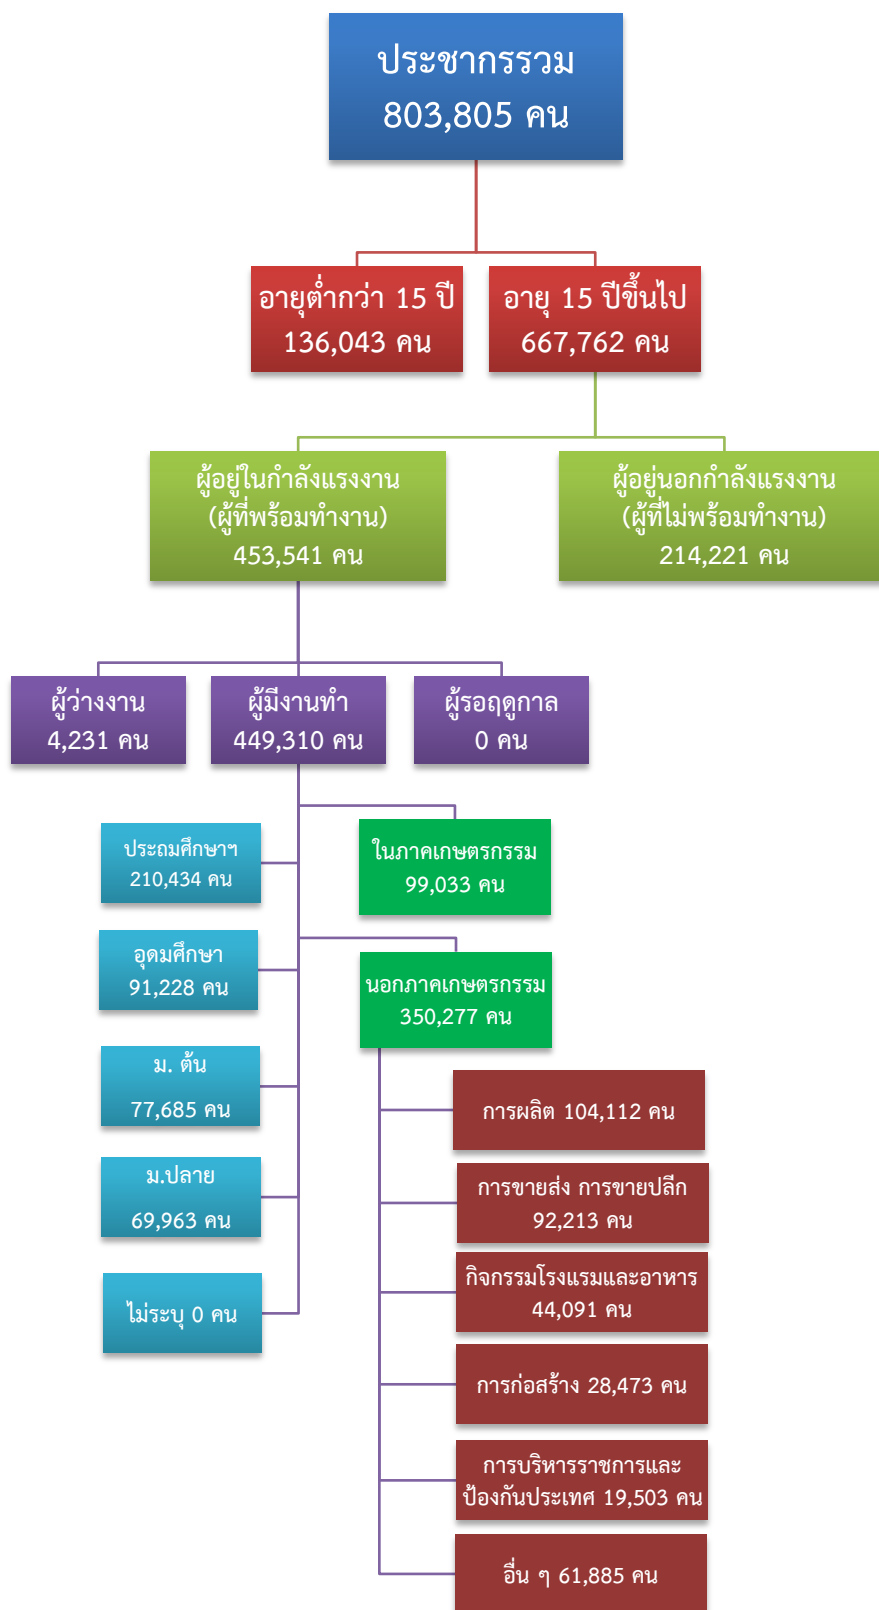 ประชากรรวม
803,805 คน
อายุต่ำกว่า 15 ปี
136,043 คน
อายุ 15 ปีขึ้นไป
667,762 คน
ผู้อยู่ในกำลังแรงงาน
(ผู้ที่พร้อมทำงาน)
453,541 คน
ผู้อยู่นอกกำลังแรงงาน
(ผู้ที่ไม่พร้อมทำงาน)
214,221 คน
ผู้ว่างงาน
4,231 คน
ผู้มีงานทำ
449,310 คน
ผู้รอฤดูกาล
0 คน
ประถมศึกษาฯ
210,434 คน
อุดมศึกษา
91,228 คน
ม. ต้น
77,685 คน
ม.ปลาย
69,963 คน
ไม่ระบุ 0 คน
ในภาคเกษตรกรรม
99,033 คน
นอกภาคเกษตรกรรม
350,277 คน
การผลิต 104,112 คน
การขายส่ง การขายปลีก
92,213 คน
กิจกรรมโรงแรมและอาหาร
44,091 คน
การก่อสร้าง 28,473 คน
การบริหารราชการและ
ป้องกันประเทศ 19,503 คน
อื่น ๆ 61,885 คน